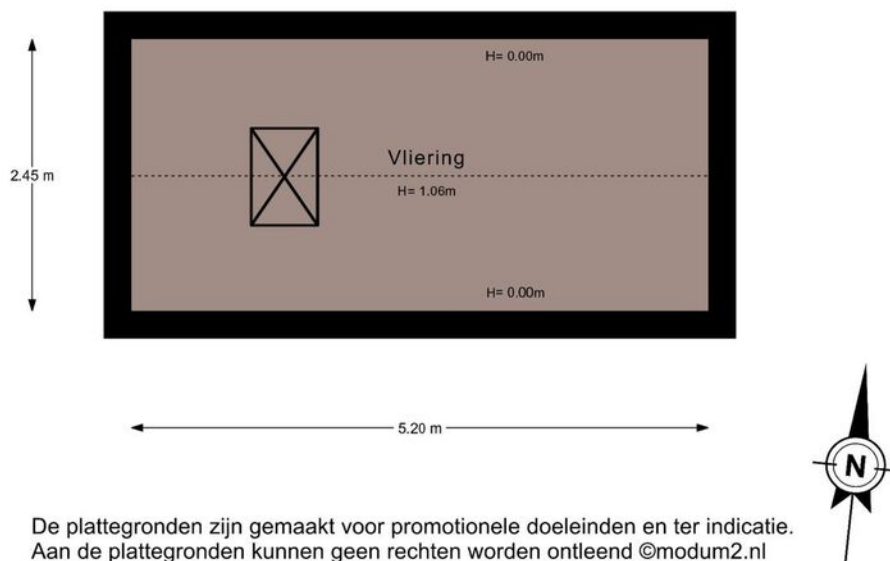 H= 0.00m
Vliering
2.45 m
H= 1.06m
H= 0.00m
5.20 m
N
De plattegronden zijn gemaakt voor promotionele doeleinden en ter indicatie.
Aan de plattegronden kunnen geen rechten worden ontleend ©modum2.nl